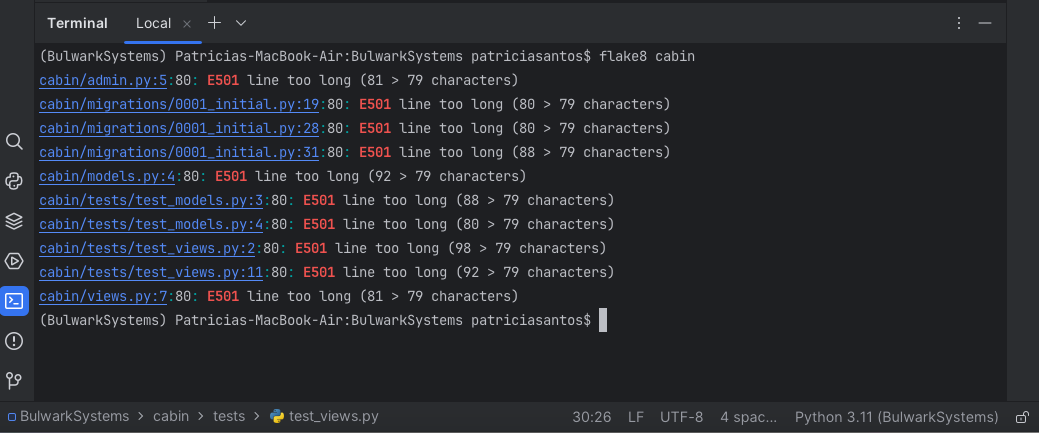 Terminal Local
(BulwarkSystems) Patricias-MacBook-Air:BulwarkSystems patriciasantos$ flake8 cabin
cabin/admin.py:5:80: E501 line too long (81 > 79 characters)
cabin/migrations/0001_initial.py:19:80: E501 line too long (80 > 79 characters)
cabin/migrations/0001_initial.py:28:80: E501 line too long (80 > 79 characters)
cabin/migrations/0001_initial.py:31:80: E501 line too long (88 > 79 characters)
cabin/models.py:4:80: E501 line too long (92 > 79 characters)
cabin/tests/test_models.py:3:80: E501 line too long (88 > 79 characters)
cabin/tests/test_models.py:4:80: E501 line too long (80 > 79 characters)
cabin/tests/test_views.py:2:80: E501 line too long (98 > 79 characters)
cabin/tests/test_views.py:11:80: E501 line too long (92 > 79 characters)
cabin/views.py:7:80: E501 line too long (81 > 79 characters)
(BulwarkSystems) Patricias-MacBook-Air:BulwarkSystems patriciasantos$
BulwarkSystems > cabin > tests > test_views.py 30:26 LF UTF-8 4 spac... Python 3.11 (BulwarkSystems)